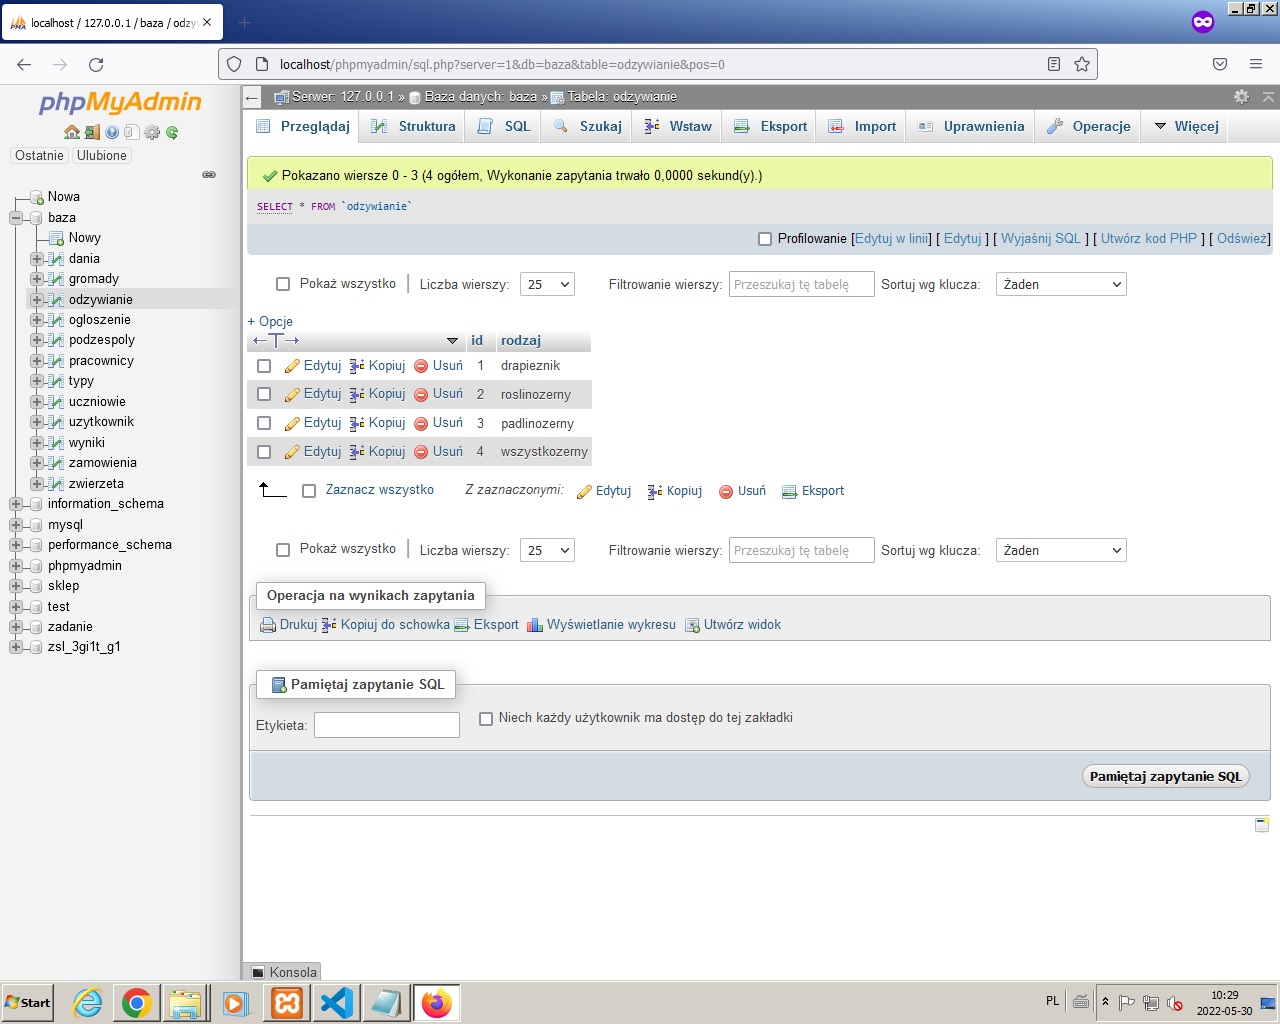 localhost / 127.0.0.1 / baza / odzy
localhost/phpmyadmin/sql.php?server=1&db=baza&table=odzywianie&pos=0
phpMyAdmin
Ostatnie Ulubione
Nowa
baza
Nowy
dania
gromady
odzywianie
ogloszenie
podzespoly
pracownicy
typy
uczniowie
uzytkownik
wyniki
zamowienia
zwierzeta
information_schema
mysql
performance_schema
phpmyadmin
sklep
test
zadanie
zsl_3gi1t_g1
Serwer: 127.0.0.1 » Baza danych: baza » Tabela: odzywianie
Przeglądaj Struktura SQL Szukaj Wstaw Eksport Import Uprawnienia Operacje Więcej
Pokazano wiersze 0 - 3 (4 ogółem, Wykonanie zapytania trwało 0,0000 sekund(y).)
SELECT * FROM `odzywianie`
Profilowanie [Edytuj w linii] [ Edytuj ] [ Wyjaśnij SQL ] [ Utwórz kod PHP ] [ Odśwież]
Pokaż wszystko | Liczba wierszy: 25 Filtrowanie wierszy: Przeszukaj tę tabelę Sortuj wg klucza: Żaden
+ Opcje
←T→ id rodzaj
Edytuj Kopiuj Usuń 1 drapieznik
Edytuj Kopiuj Usuń 2 roslinozerny
Edytuj Kopiuj Usuń 3 padlinozerny
Edytuj Kopiuj Usuń 4 wszystkozerny
Zaznacz wszystko Z zaznaczonymi: Edytuj Kopiuj Usuń Eksport
Pokaż wszystko | Liczba wierszy: 25 Filtrowanie wierszy: Przeszukaj tę tabelę Sortuj wg klucza: Żaden
Operacja na wynikach zapytania
Drukuj Kopiuj do schowka Eksport Wyświetlanie wykresu Utwórz widok
Pamiętaj zapytanie SQL
Etykieta: Niech każdy użytkownik ma dostęp do tej zakładki
Pamiętaj zapytanie SQL
Konsola
Start PL 10:29
2022-05-30